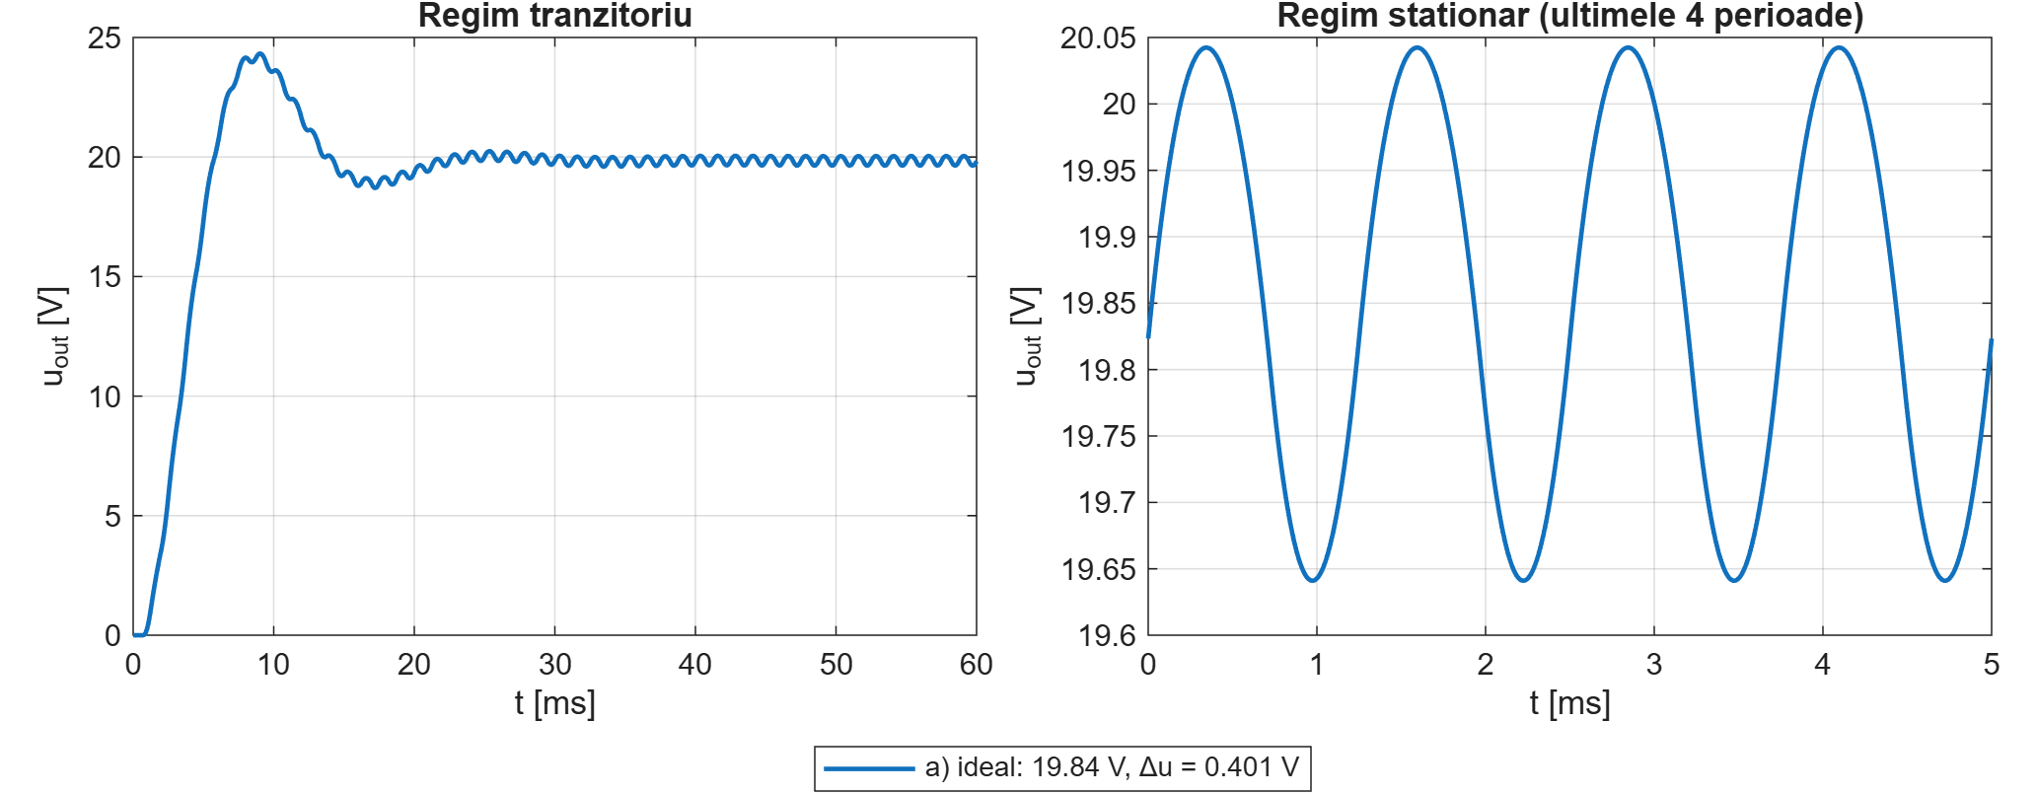 Regim tranzitoriu
25
20
15
10
5
0
0 10 20 30 40 50 60
u_out [V]
t [ms]
Regim stationar (ultimele 4 perioade)
20.05
20
19.95
19.9
19.85
19.8
19.75
19.7
19.65
19.6
0 1 2 3 4 5
u_out [V]
t [ms]
a) ideal: 19.84 V, Δu = 0.401 V